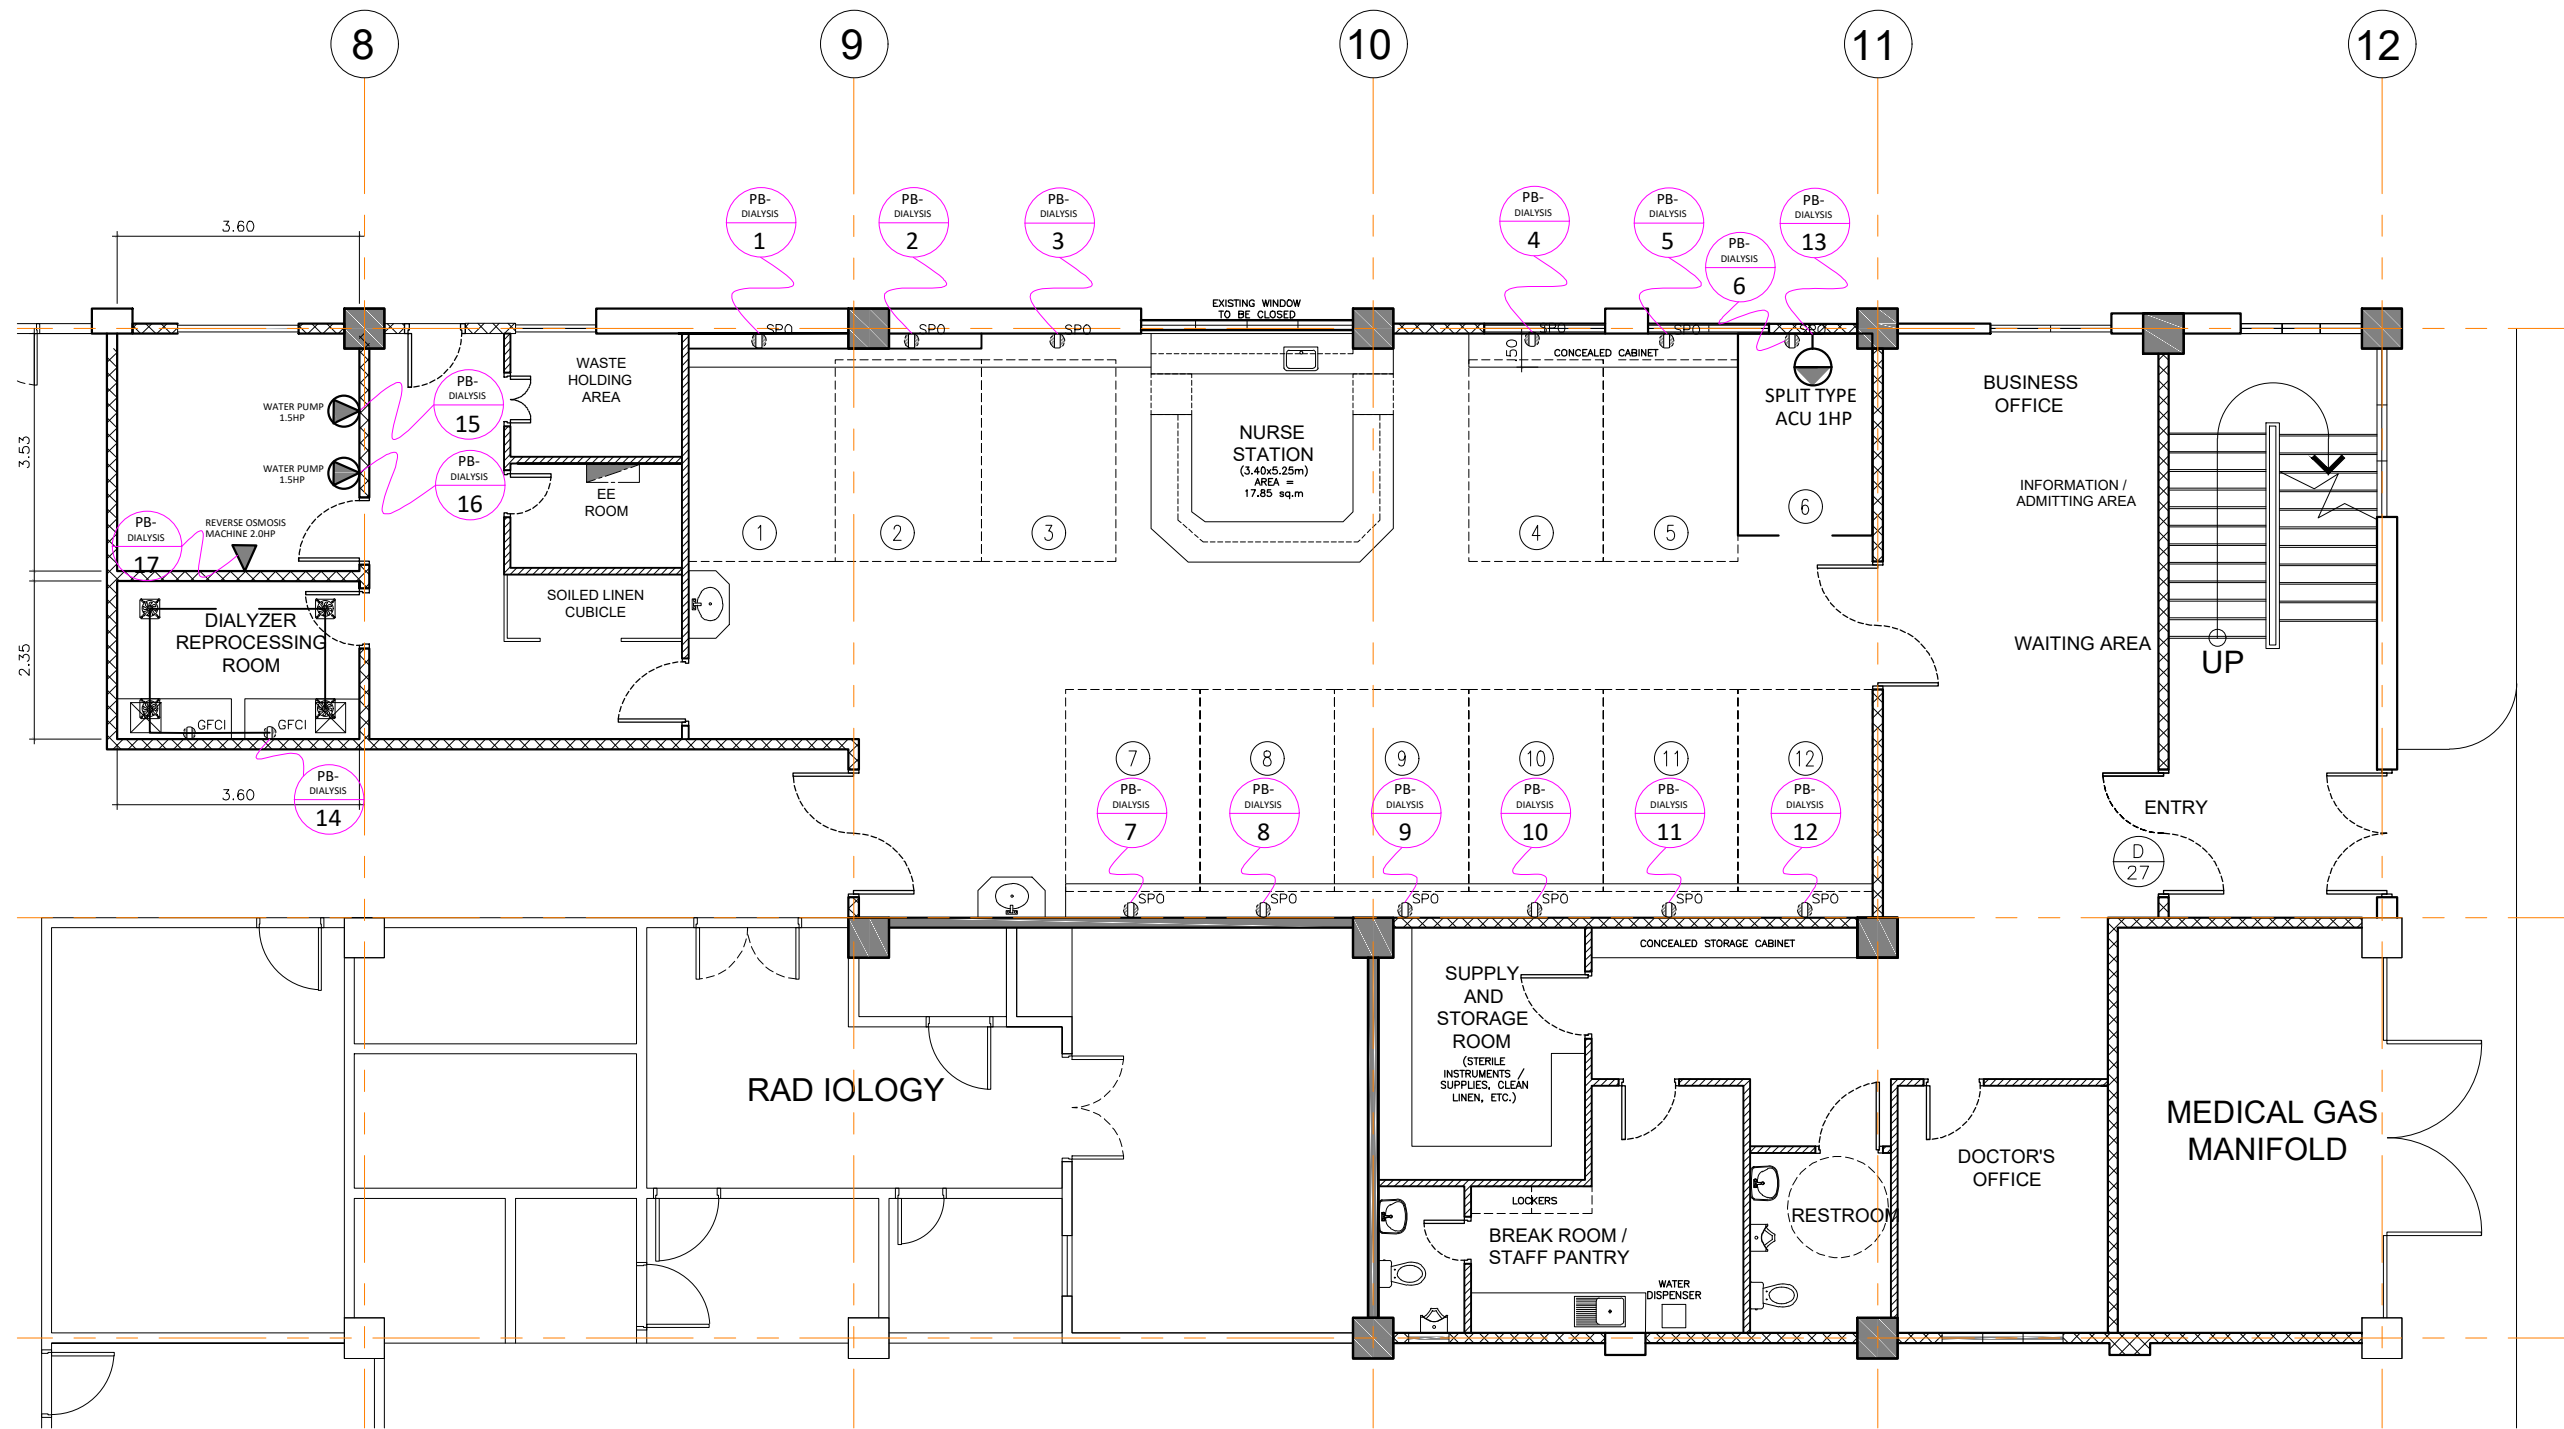 8
9
10
11
12
3.60
PB-
DIALYSIS
1
PB-
DIALYSIS
2
PB-
DIALYSIS
3
PB-
DIALYSIS
4
PB-
DIALYSIS
5
PB-
DIALYSIS
6
PB-
DIALYSIS
13
EXISTING WINDOW
TO BE CLOSED
SPO
SPO
SPO
SPO
SPO
SPO
50
CONCEALED CABINET
SPLIT TYPE
ACU 1HP
WASTE
HOLDING
AREA
WATER PUMP
1.5HP
PB-
DIALYSIS
15
WATER PUMP
1.5HP
PB-
DIALYSIS
16
3.53
EE
ROOM
NURSE
STATION
(3.40x5.25m)
AREA =
17.85 sq.m
BUSINESS
OFFICE
INFORMATION /
ADMITTING AREA
PB-
DIALYSIS
17
REVERSE OSMOSIS
MACHINE 2.0HP
1
2
3
4
5
6
SOILED LINEN
CUBICLE
DIALYZER
REPROCESSING
ROOM
2.35
GFCI
GFCI
WAITING AREA
UP
3.60
PB-
DIALYSIS
14
7
8
9
10
11
12
PB-
DIALYSIS
7
PB-
DIALYSIS
8
PB-
DIALYSIS
9
PB-
DIALYSIS
10
PB-
DIALYSIS
11
PB-
DIALYSIS
12
SPO
SPO
SPO
SPO
SPO
SPO
ENTRY
D
27
CONCEALED STORAGE CABINET
SUPPLY
AND
STORAGE
ROOM
(STERILE
INSTRUMENTS /
SUPPLIES, CLEAN
LINEN, ETC.)
RAD IOLOGY
MEDICAL GAS
MANIFOLD
DOCTOR'S
OFFICE
LOCKERS
BREAK ROOM /
STAFF PANTRY
RESTROOM
WATER
DISPENSER